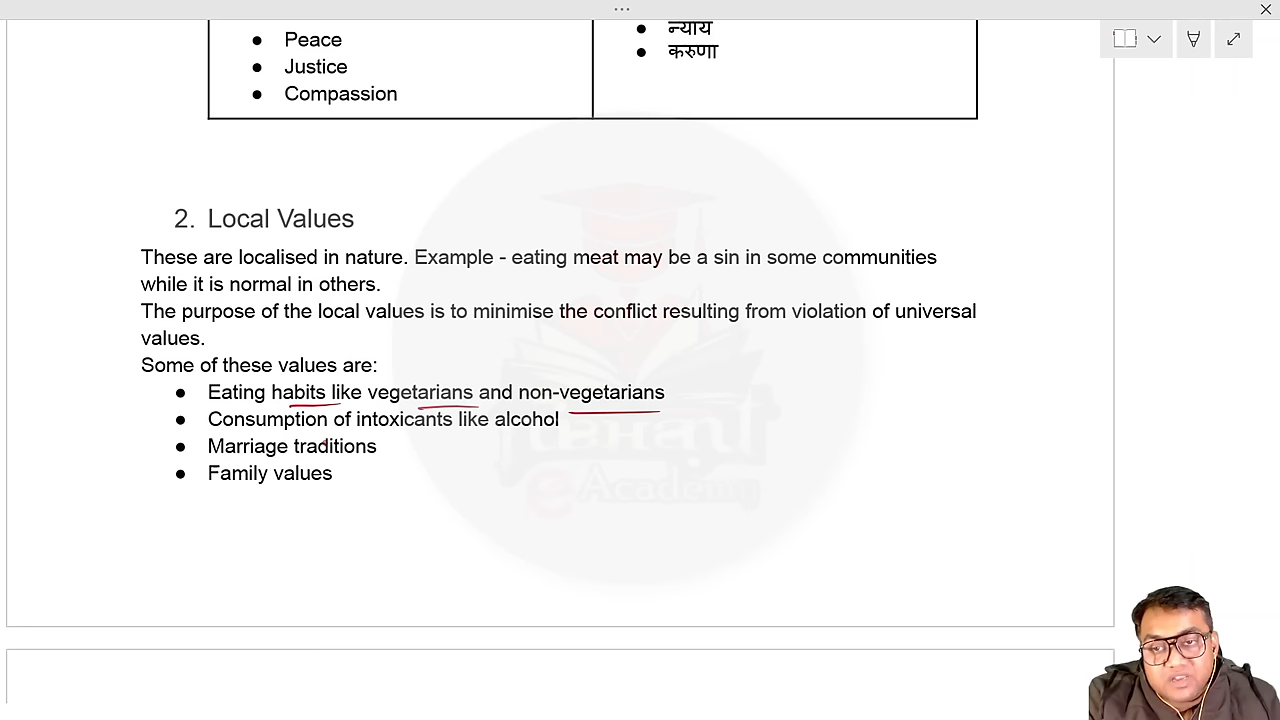 ● Peace
● Justice
● Compassion
● न्याय
● करुणा
2. Local Values
These are localised in nature. Example - eating meat may be a sin in some communities
while it is normal in others.
The purpose of the local values is to minimise the conflict resulting from violation of universal
values.
Some of these values are:
● Eating habits like vegetarians and non-vegetarians
● Consumption of intoxicants like alcohol
● Marriage traditions
● Family values
eAcademy